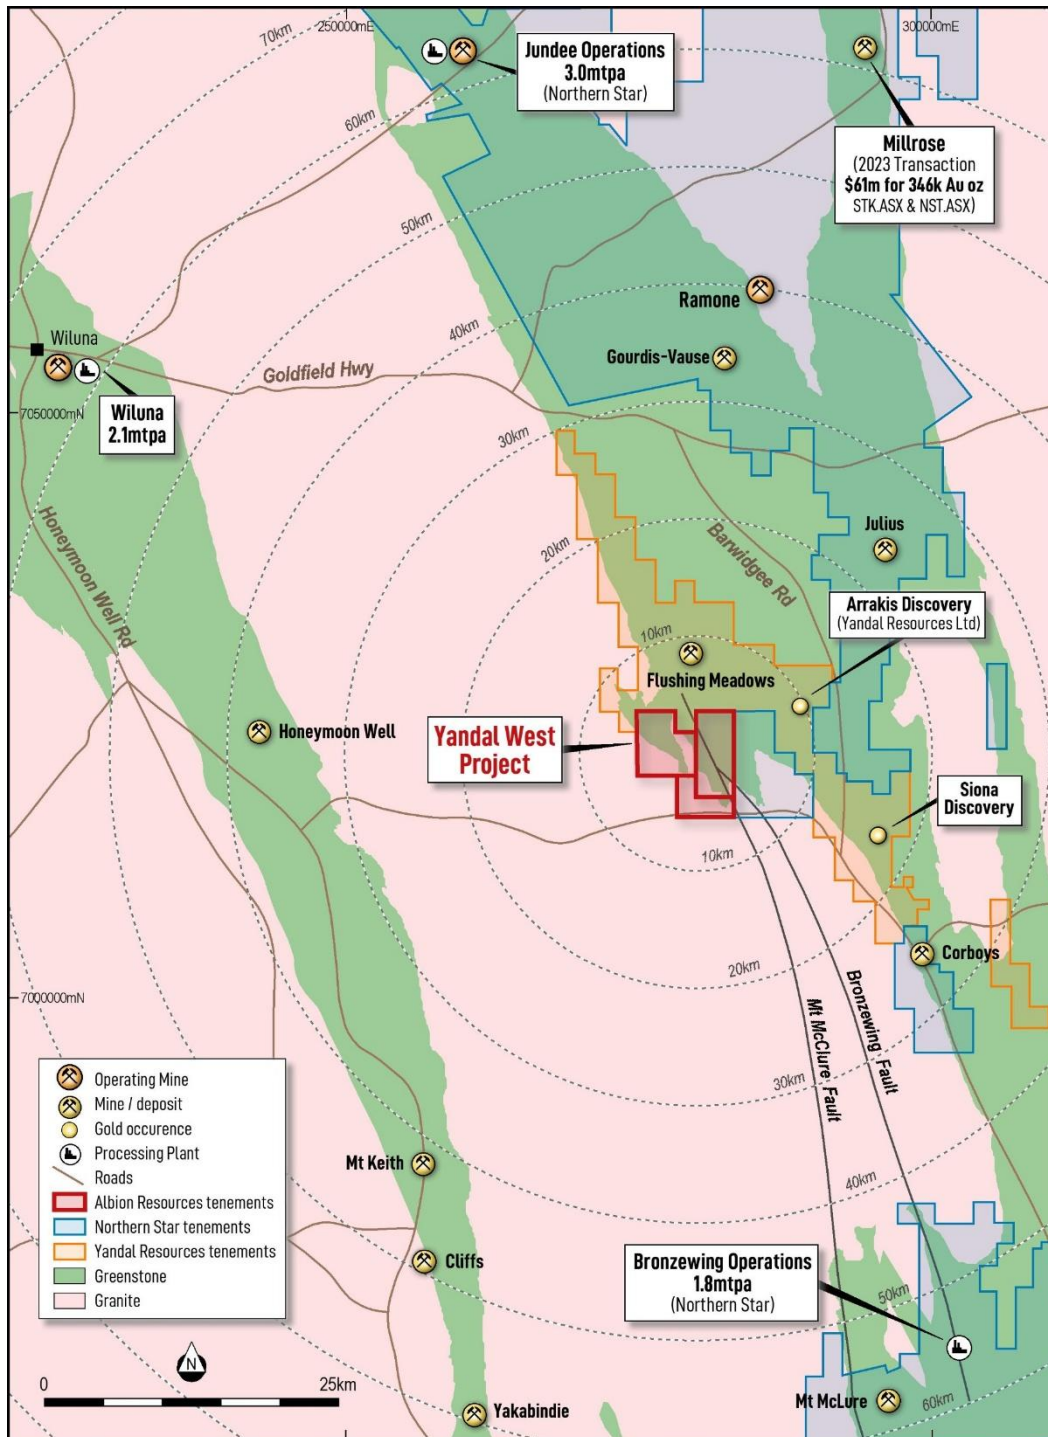 250000mE
300000mE
70km
Jundee Operations
3.0mtpa
(Northern Star)
60km
Millrose
(2023 Transaction
$61m for 346k Au oz
STK.ASX & NST.ASX)
50km
Ramone
40km
Wiluna
Gourdis-Vause
Goldfield Hwy
Wiluna
2.1mtpa
7050000mN
30km
Honeymoon Well Rd
20km
Barwidgee Rd
Julius
Arrakis Discovery
(Yandal Resources Ltd)
10km
Flushing Meadows
Honeymoon Well
Yandal West
Project
Siona
Discovery
10km
Corboys
20km
Bronzewing Fault
Mt McClure Fault
7000000mN
30km
Operating Mine
Mine / deposit
Gold occurence
Processing Plant
Roads
Albion Resources tenements
Northern Star tenements
Yandal Resources tenements
Greenstone
Granite
Mt Keith
40km
Cliffs
Bronzewing Operations
1.8mtpa
(Northern Star)
50km
N
0
25km
Yakabindie
Mt McLure
60km